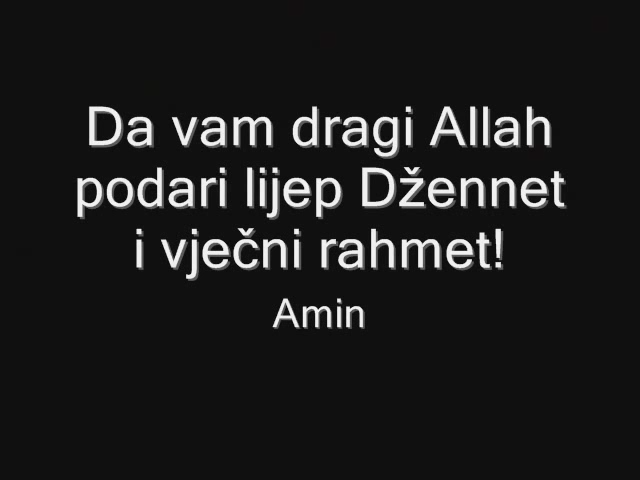 Da vam dragi Allah
podari lijep Džennet
i vječni rahmet!
Amin